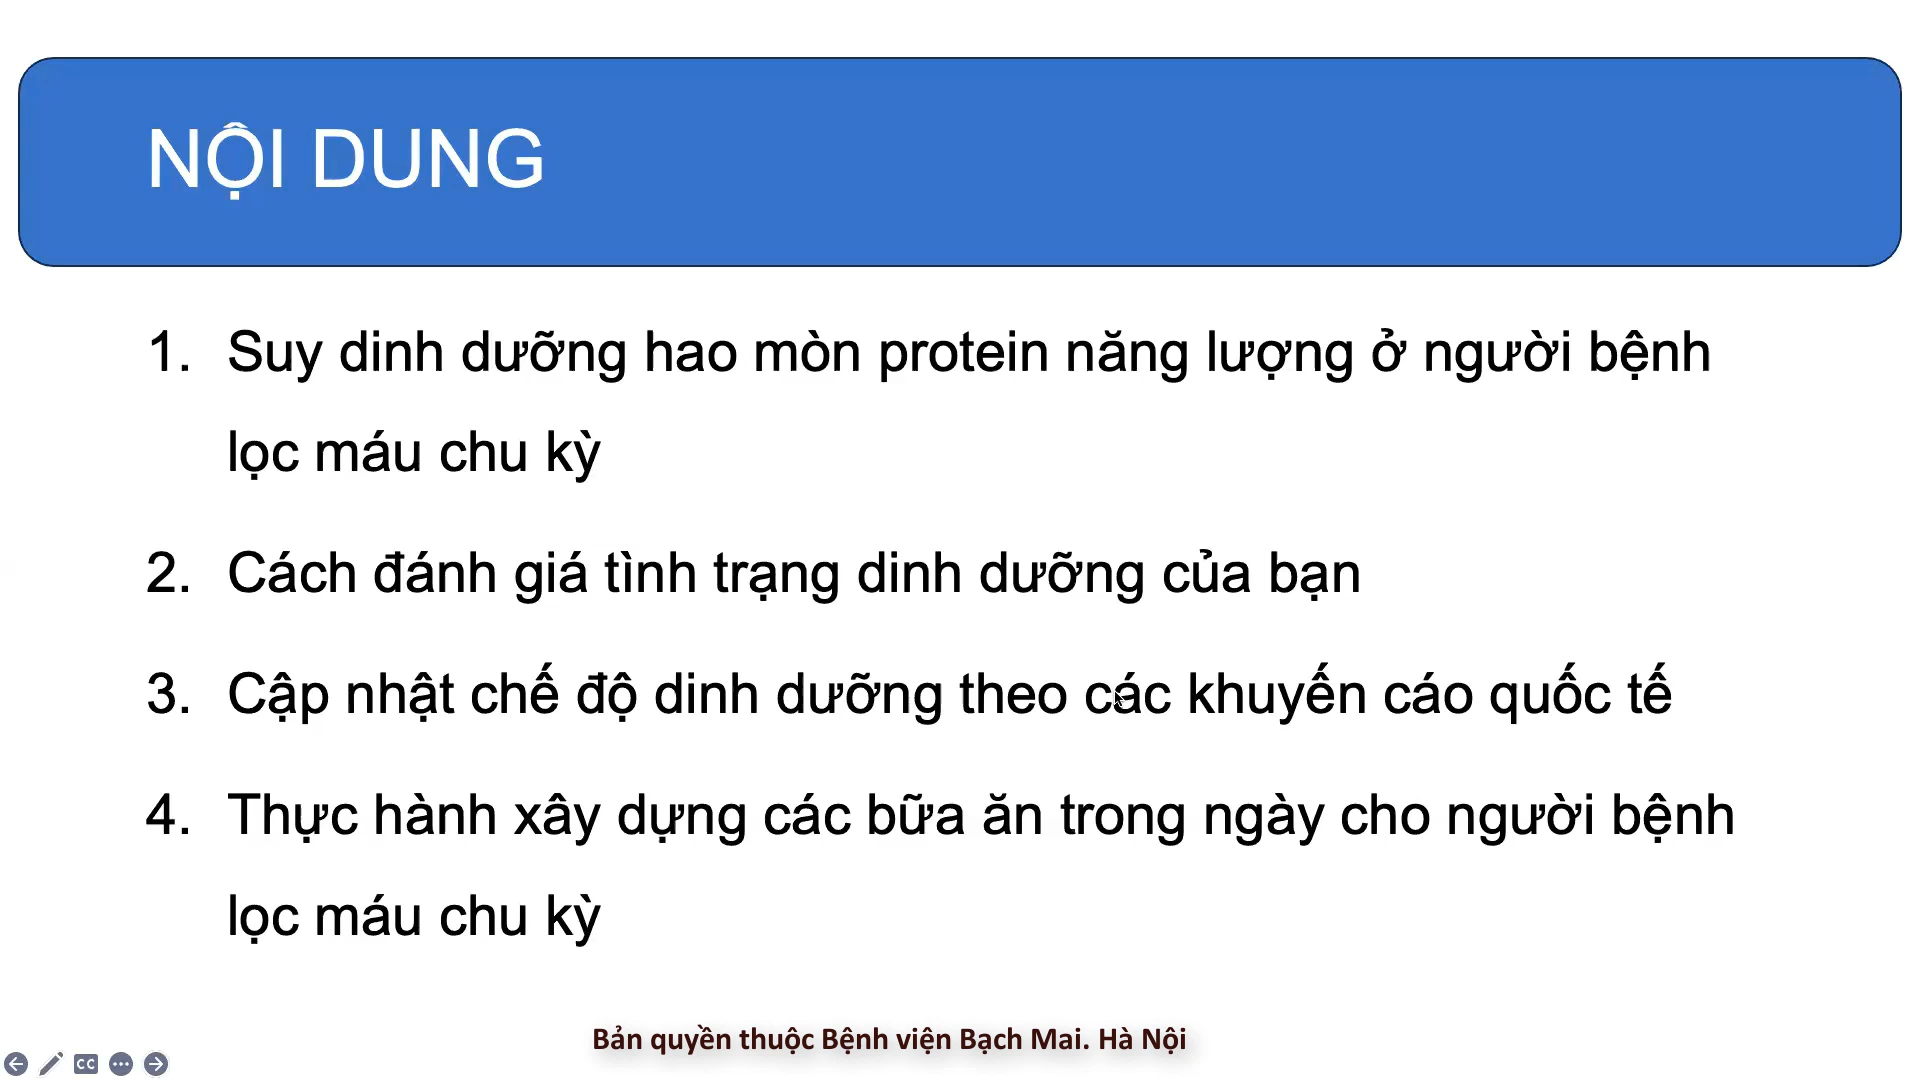 NỘI DUNG
1. Suy dinh dưỡng hao mòn protein năng lượng ở người bệnh
lọc máu chu kỳ
2. Cách đánh giá tình trạng dinh dưỡng của bạn
3. Cập nhật chế độ dinh dưỡng theo các khuyến cáo quốc tế
4. Thực hành xây dựng các bữa ăn trong ngày cho người bệnh
lọc máu chu kỳ
Bản quyền thuộc Bệnh viện Bạch Mai. Hà Nội
CC